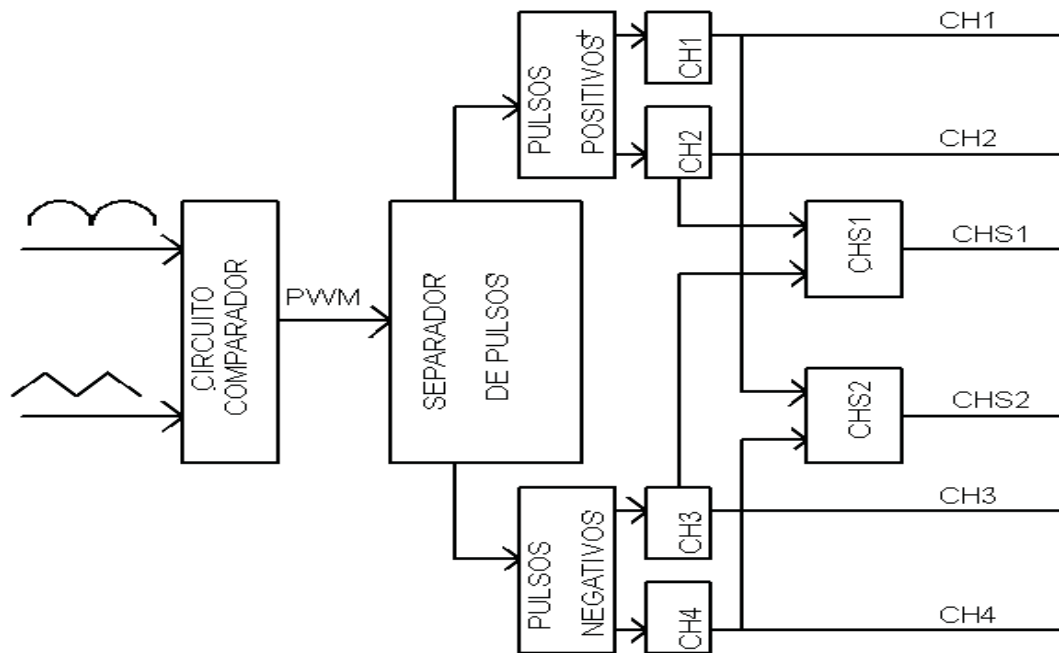 CIRCUITO
COMPARADOR
PWM
SEPARADOR
DE PULSOS
PULSOS
POSITIVOS+
CH1
CH1
CH2
CH2
CHS1
CHS1
CHS2
CHS2
PULSOS
NEGATIVOS
CH3
CH3
CH4
CH4